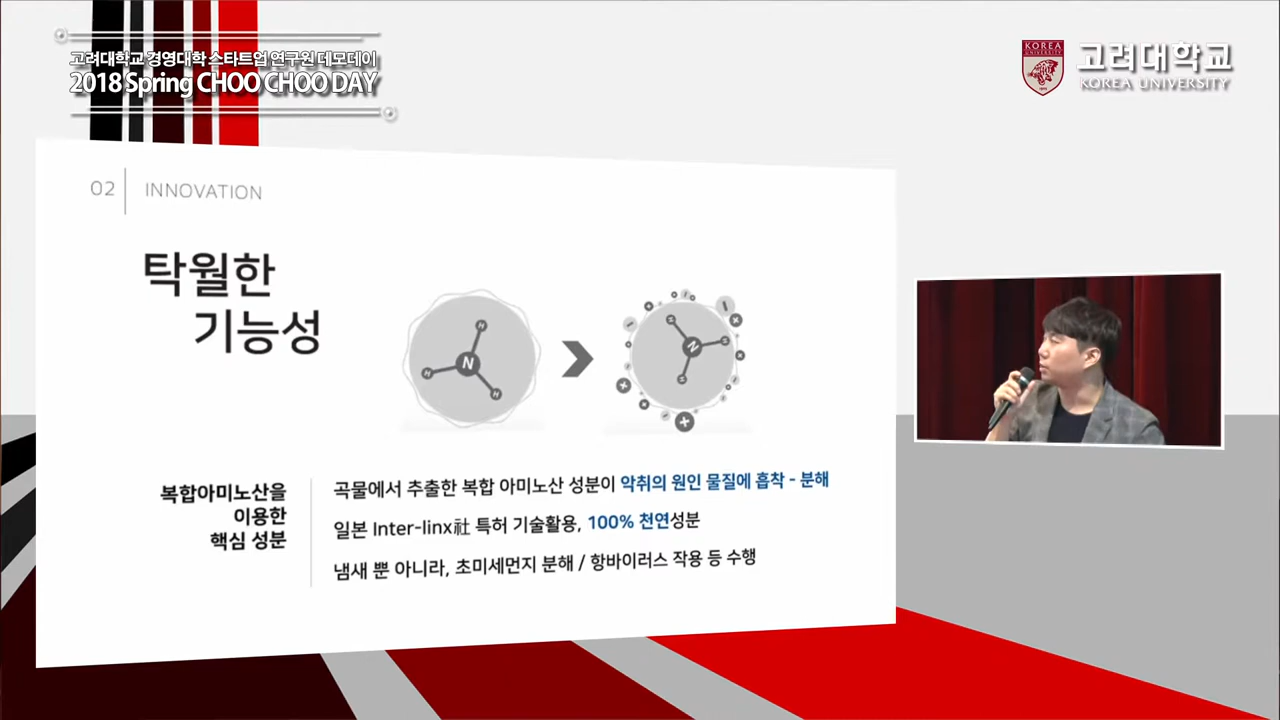 고려대학교 경영대학 스타트업 연구원 데모데이
2018 Spring CHOO CHOO DAY
KOREA
UNIVERSITY
고려대학교
KOREA UNIVERSITY
02
INNOVATION
탁월한
기능성
N
H
H
H
N
H
H
H
복합아미노산을
이용한
핵심 성분
곡물에서 추출한 복합 아미노산 성분이 악취의 원인 물질에 흡착 - 분해
일본 Inter-linx社 특허 기술활용, 100% 천연성분
냄새 뿐 아니라, 초미세먼지 분해 / 항바이러스 작용 등 수행